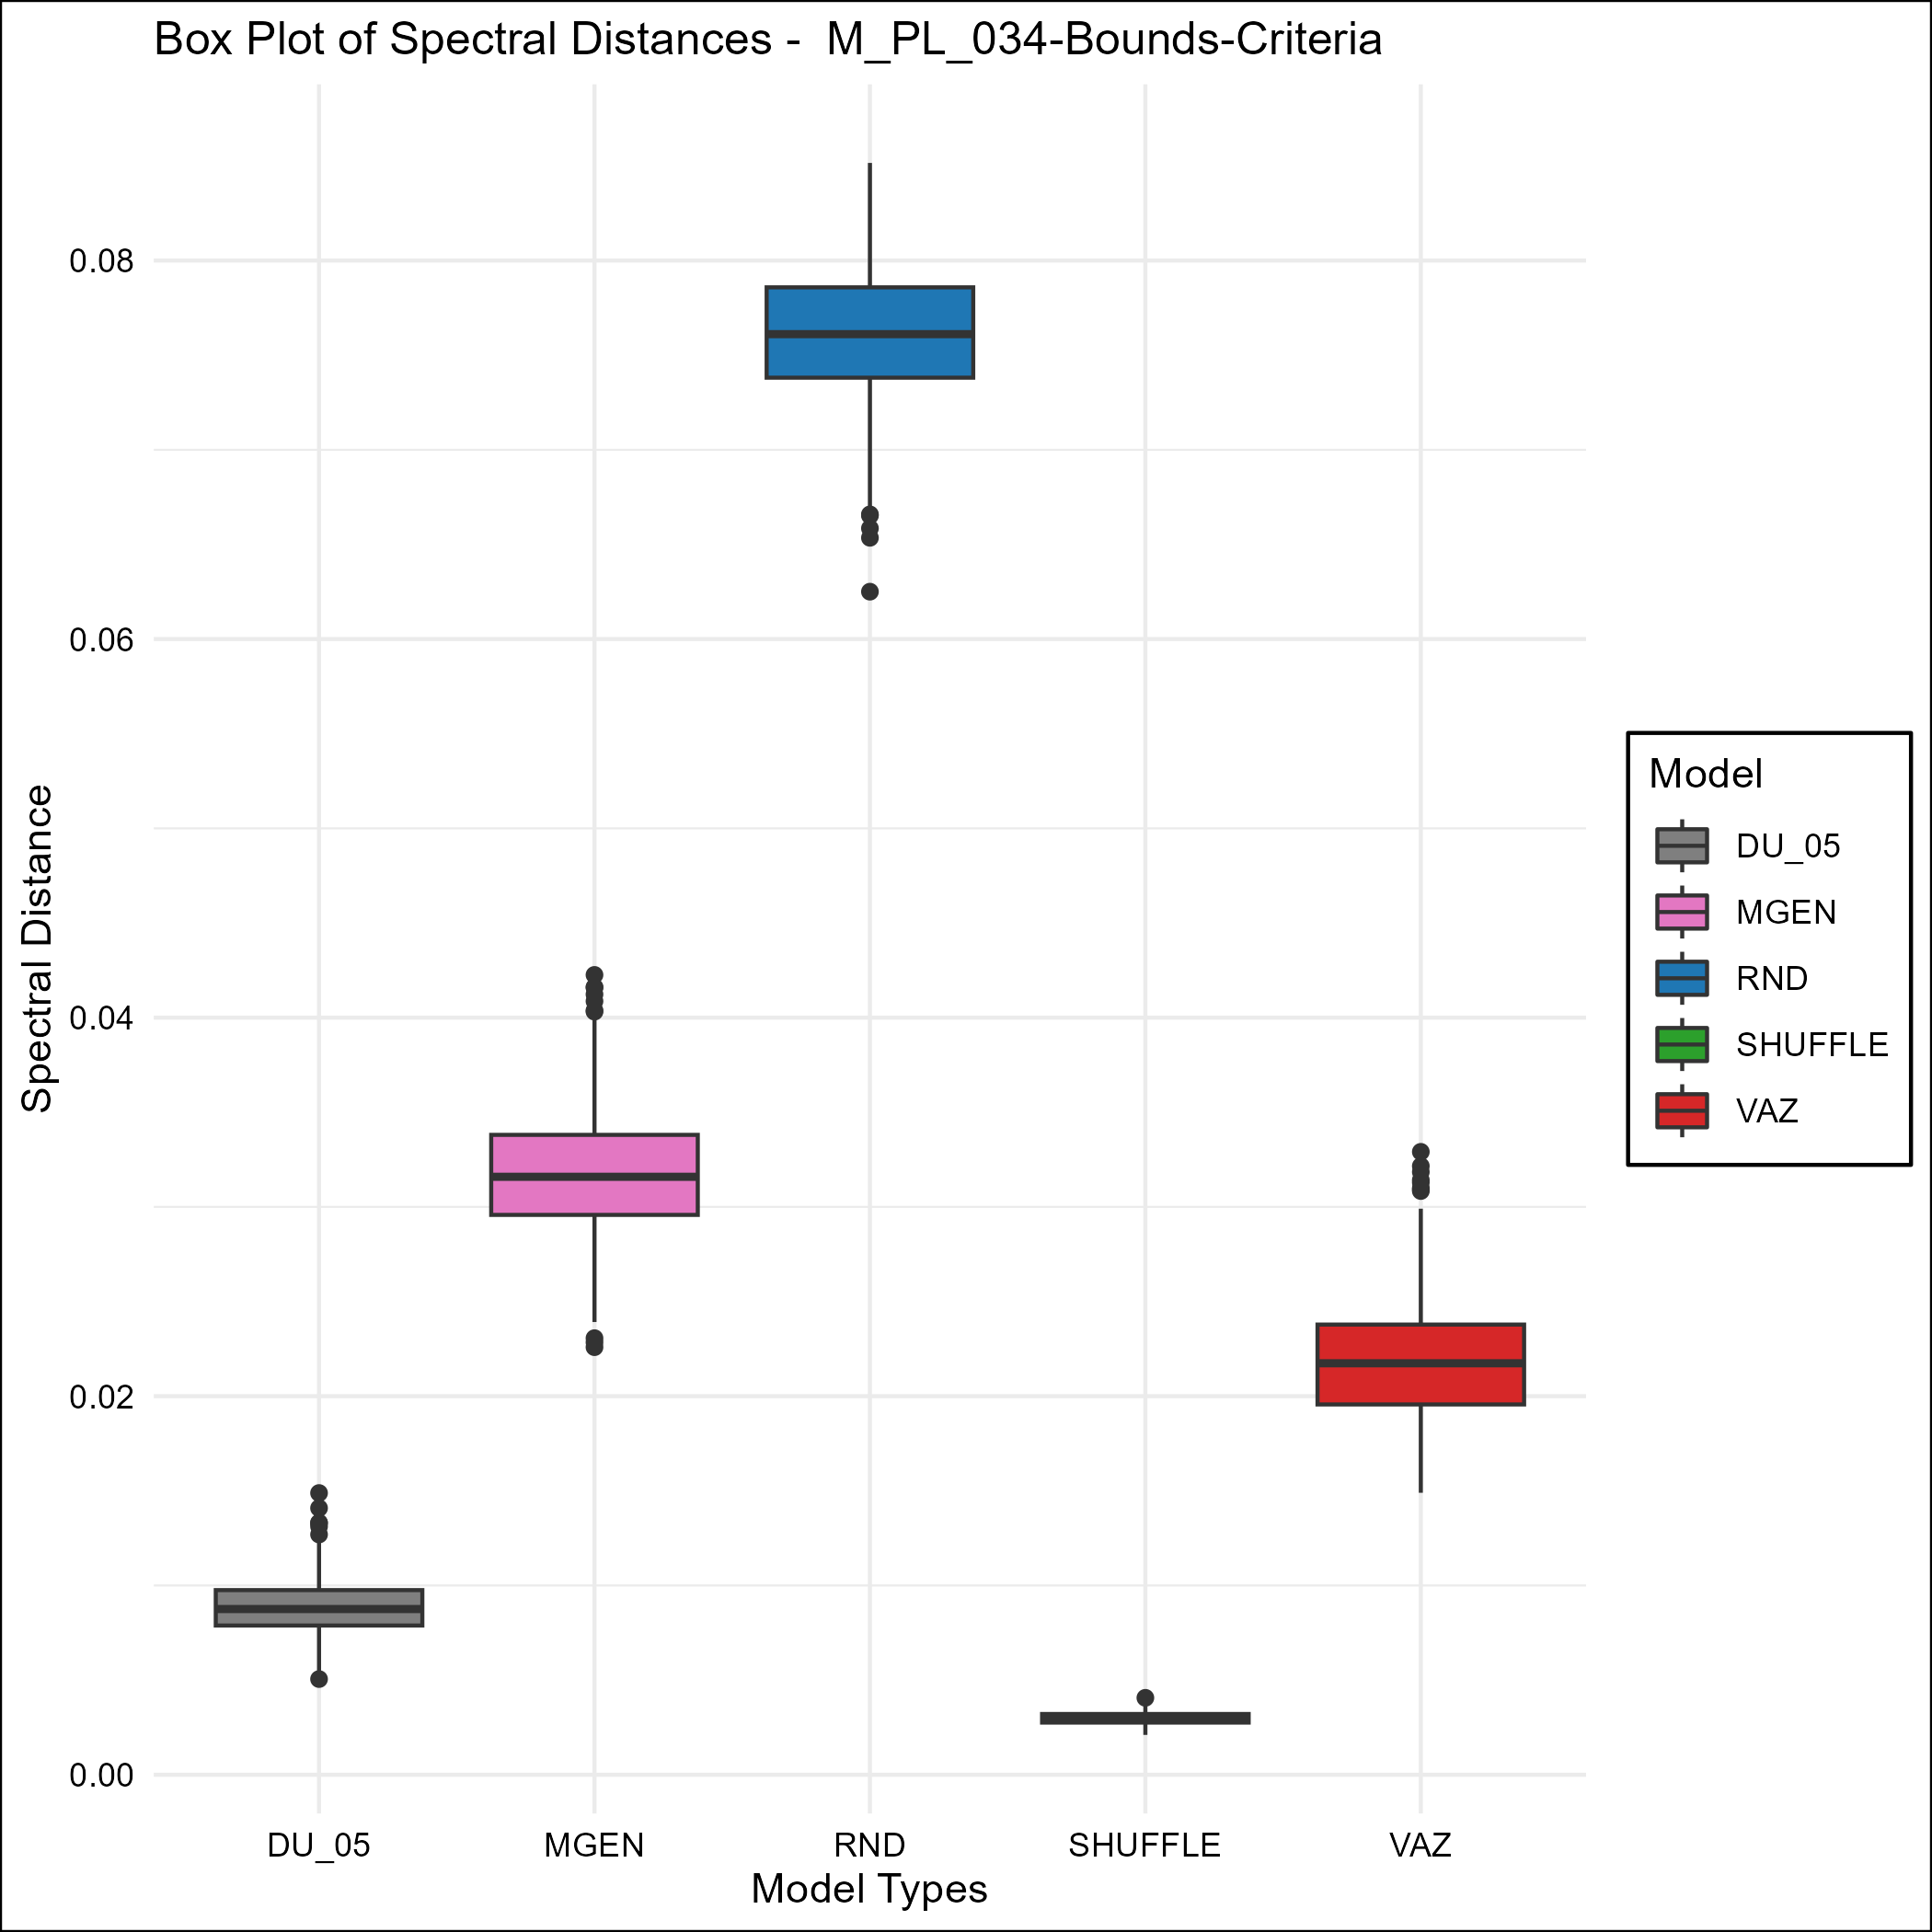 Box Plot of Spectral Distances -  M_PL_034-Bounds-Criteria
Spectral Distance
0.08
0.06
0.04
0.02
0.00
DU_05
MGEN
RND
SHUFFLE
VAZ
Model Types
Model
DU_05
MGEN
RND
SHUFFLE
VAZ